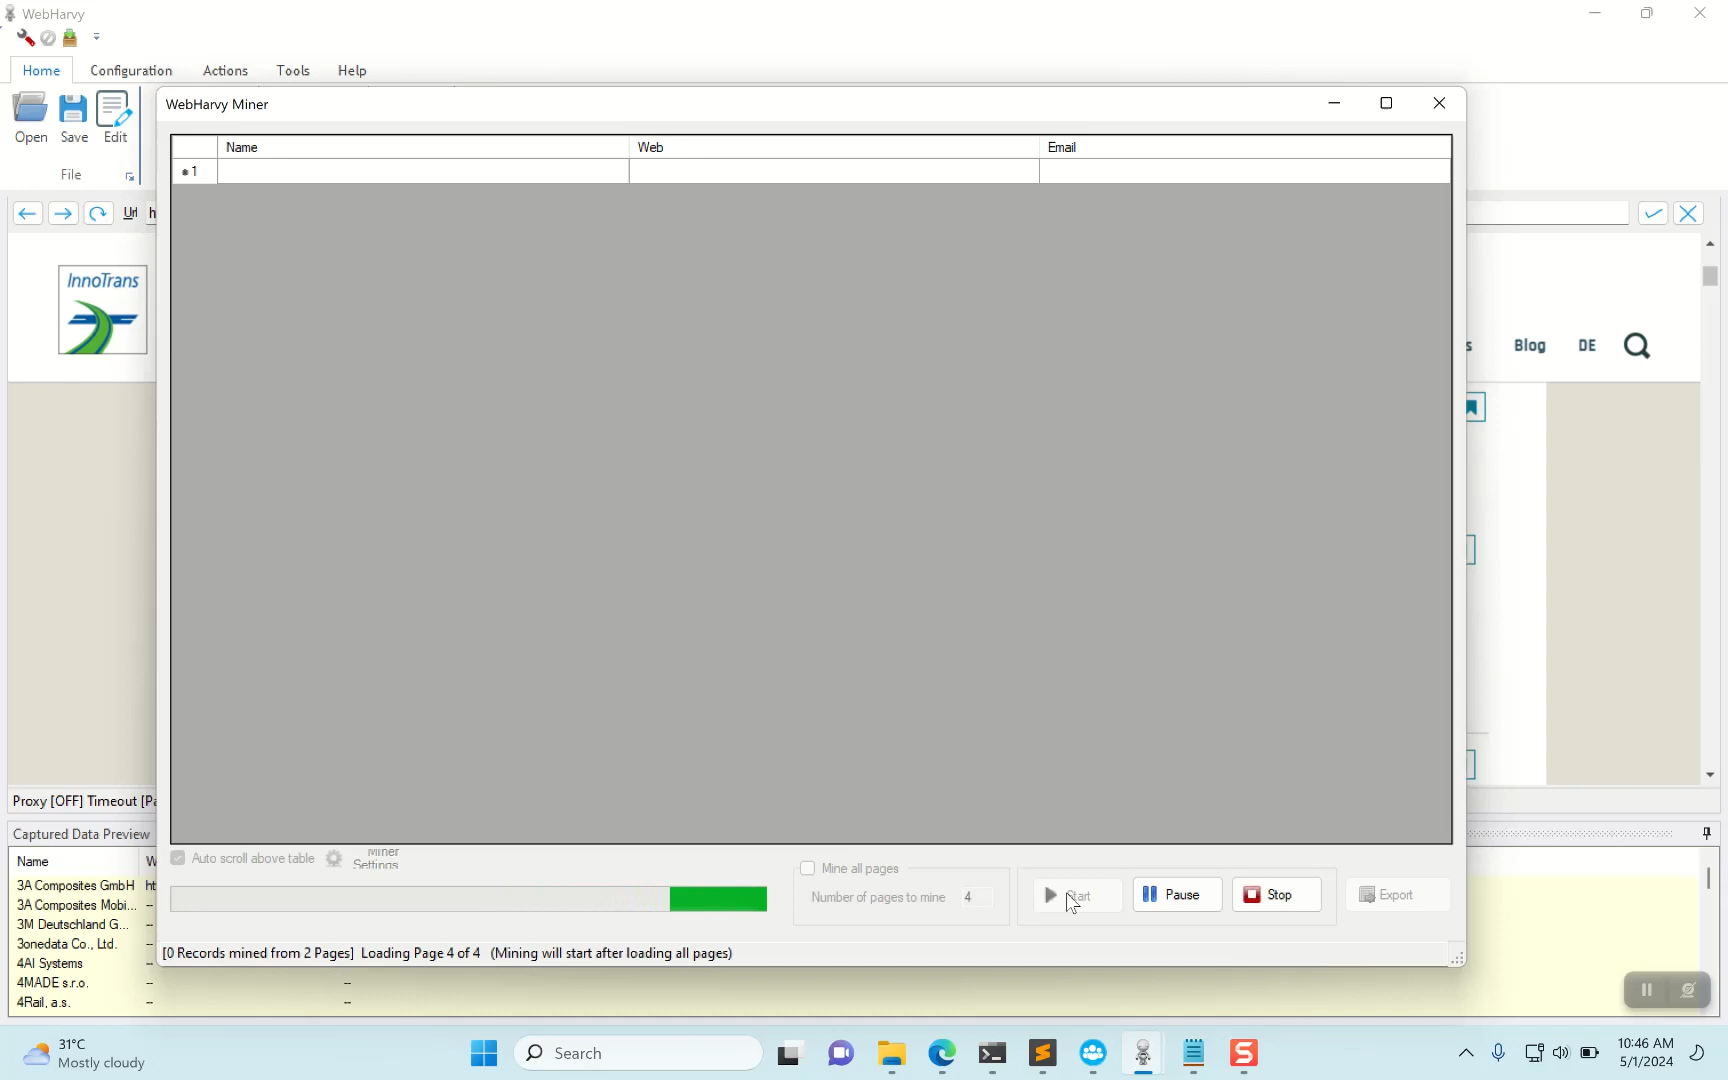 WebHarvy
Home Configuration Actions Tools Help
Open Save Edit
File
WebHarvy Miner
Name Web Email
1
Url h
InnoTrans
s Blog DE
Proxy [OFF] Timeout [Pa
Captured Data Preview
Name W
3A Composites GmbH ht
3A Composites Mobi... --
3M Deutschland G... --
3onedata Co., Ltd. --
4AI Systems --
4MADE s.r.o. -- --
4Rail, a.s. -- --
Auto scroll above table Miner Settings
Mine all pages
Number of pages to mine 4
Start Pause Stop Export
[0 Records mined from 2 Pages] Loading Page 4 of 4 (Mining will start after loading all pages)
31°C
Mostly cloudy
Search
10:46 AM
5/1/2024